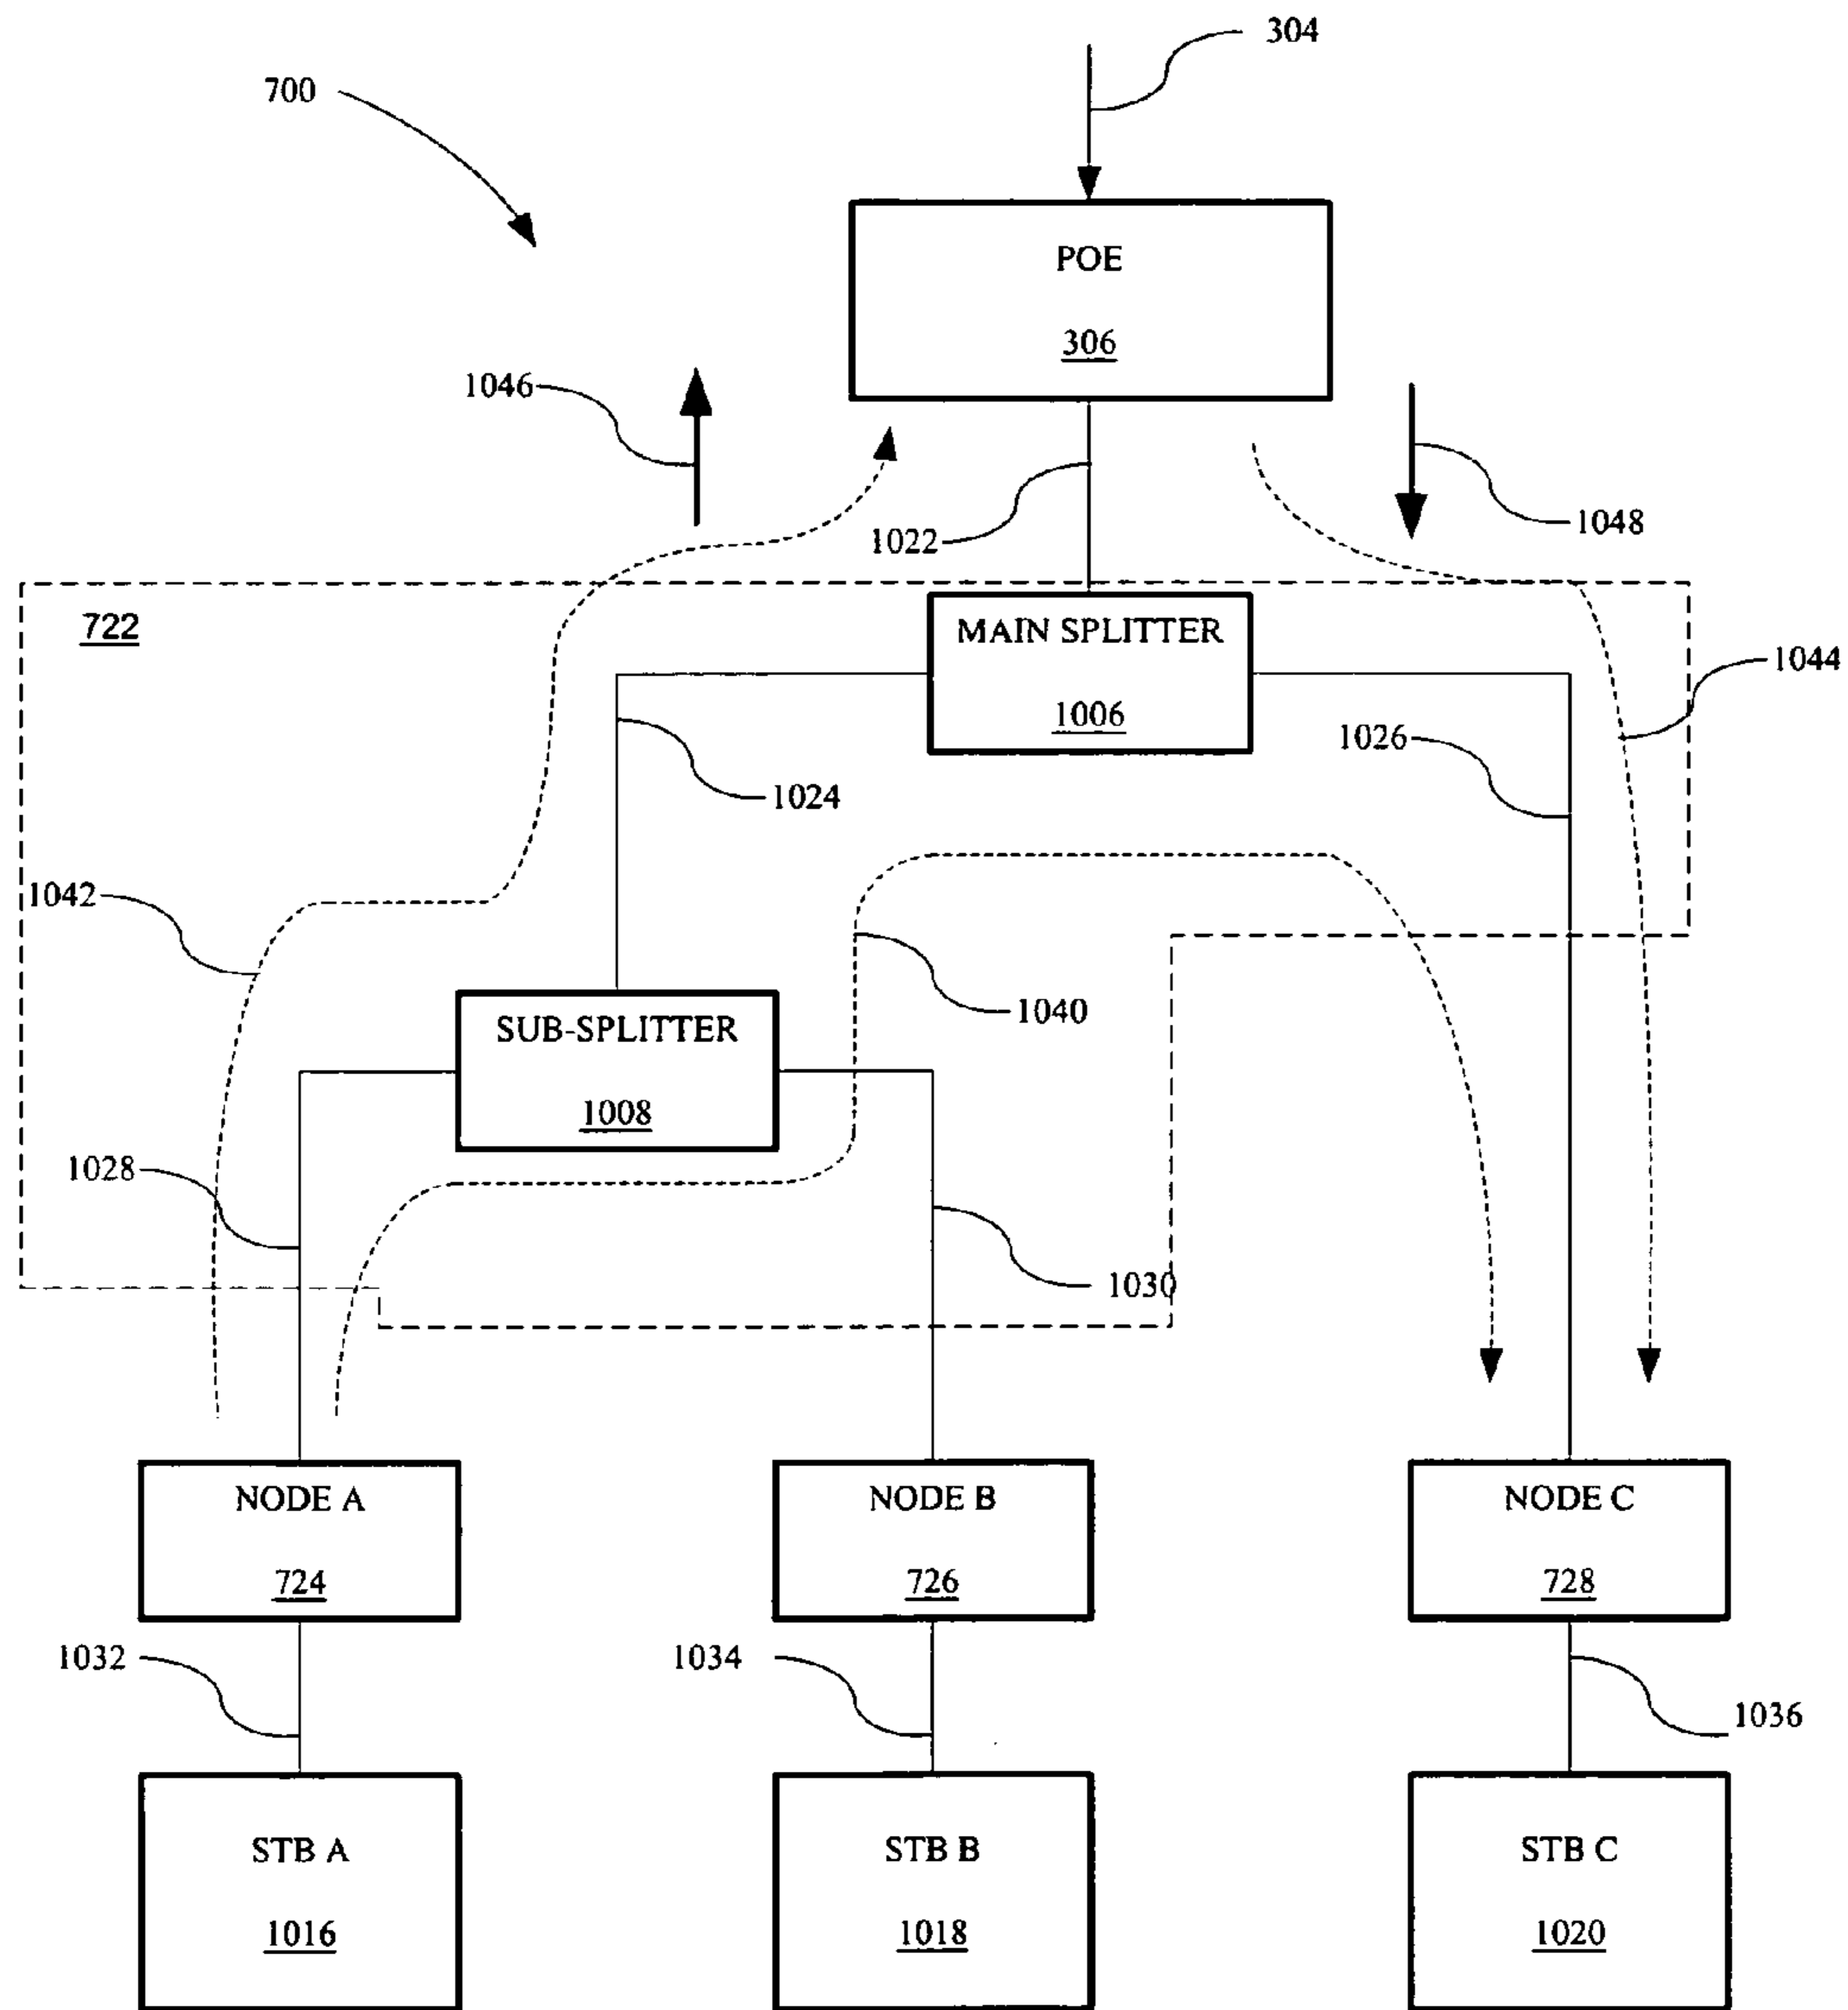 304
700
POE
306
1046
1022
1048
722
MAIN SPLITTER
1006
1044
1026
1024
1042
SUB-SPLITTER
1008
1040
1028
1030
NODE A
724
NODE B
726
NODE C
728
1032
1034
1036
STB A
1016
STB B
1018
STB C
1020